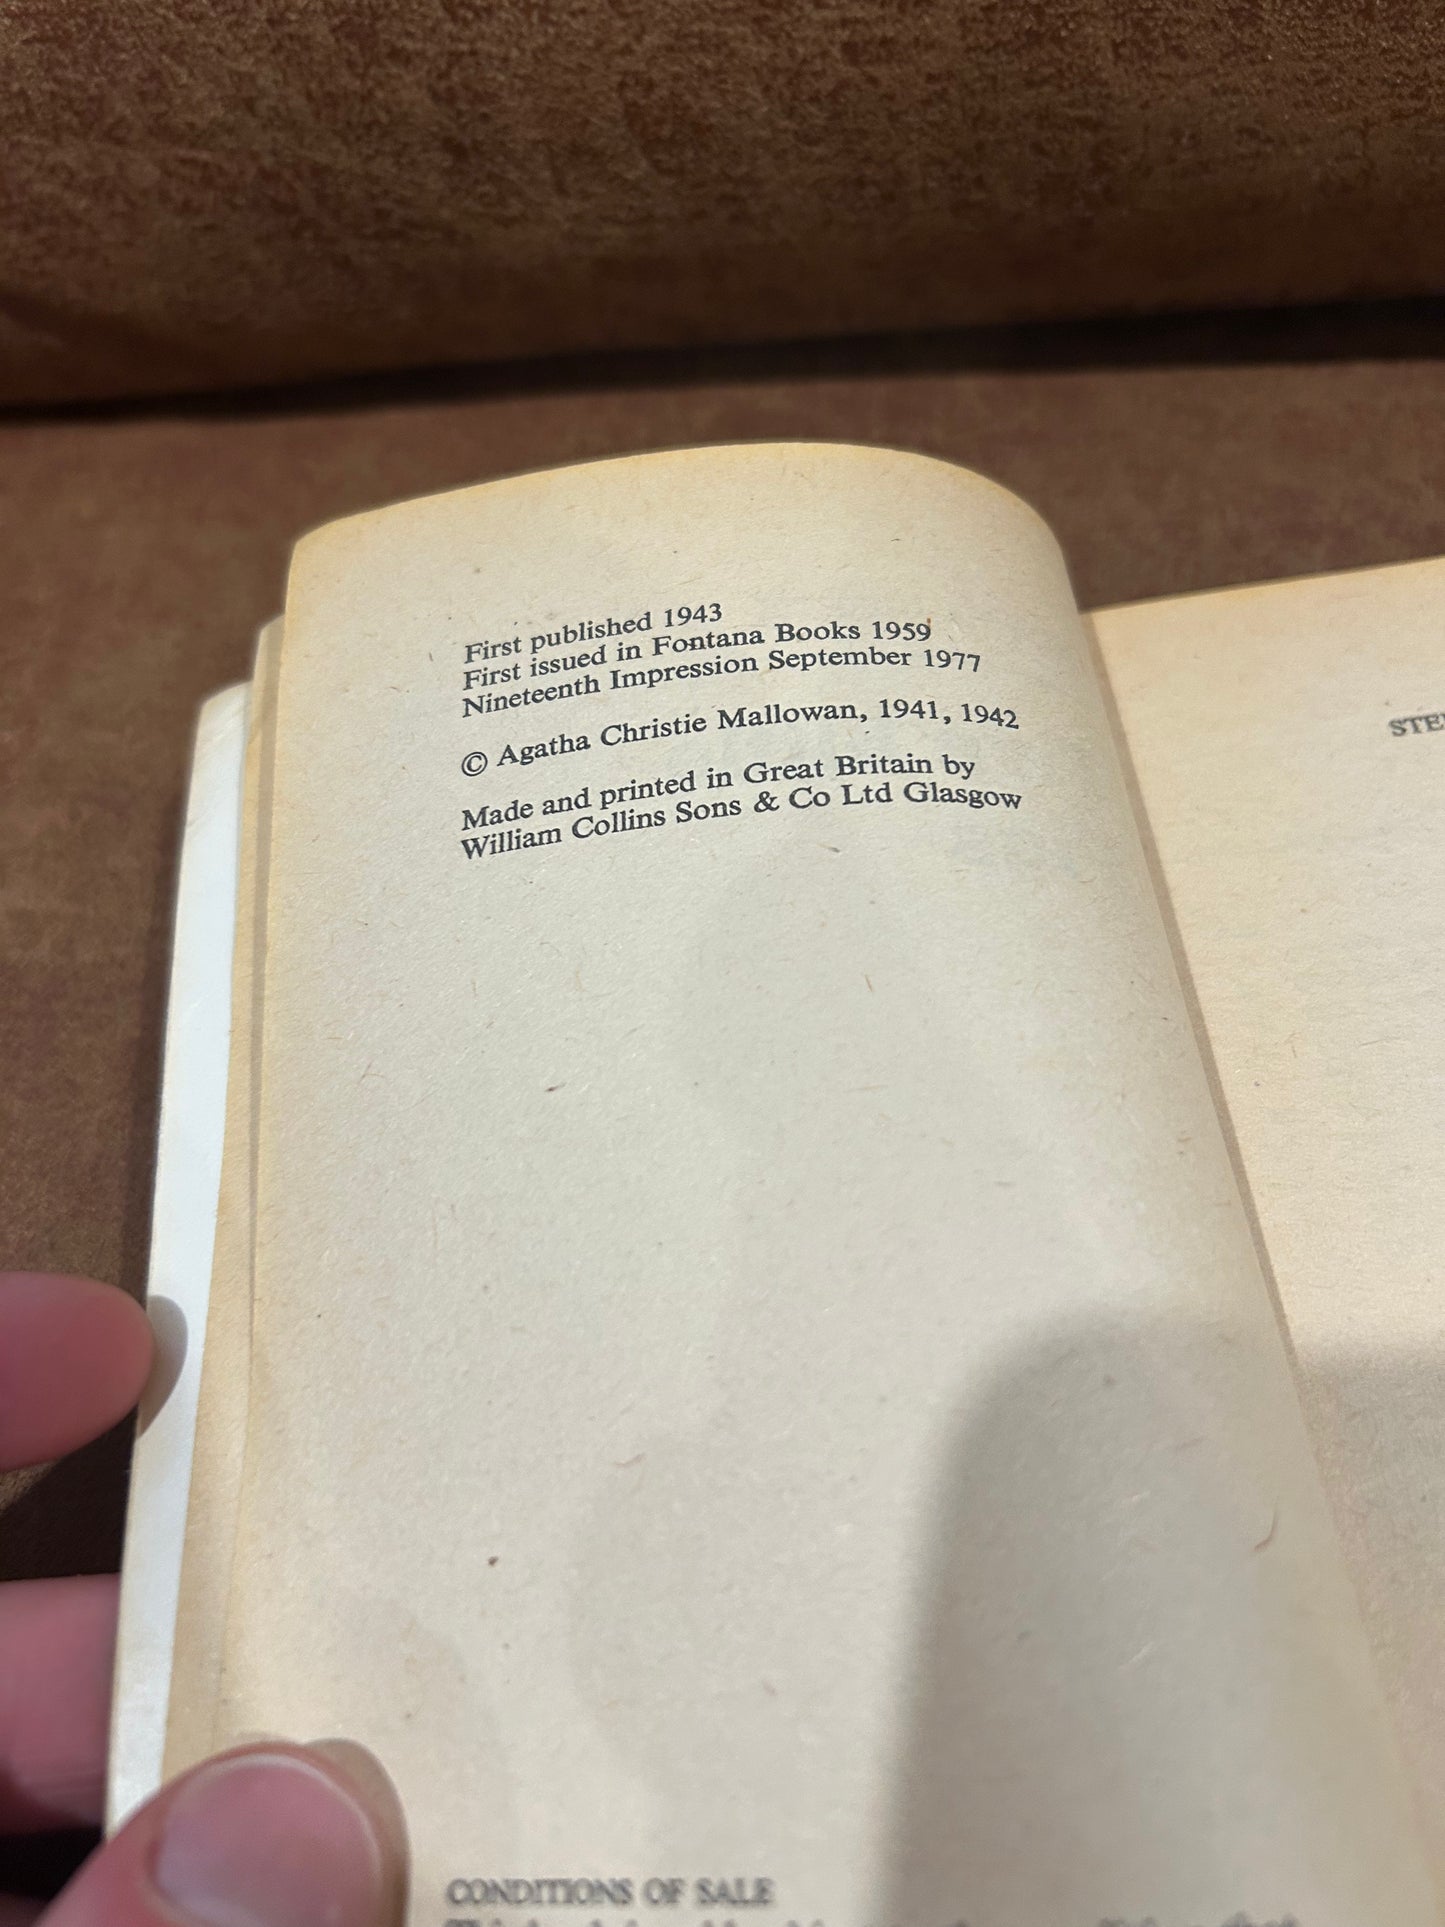 First published 1943
First issued in Fontana Books 1959
Nineteenth Impression September 1977
© Agatha Christie Mallowan, 1941, 1942
Made and printed in Great Britain by
William Collins Sons & Co Ltd Glasgow
CONDITIONS OF SALE